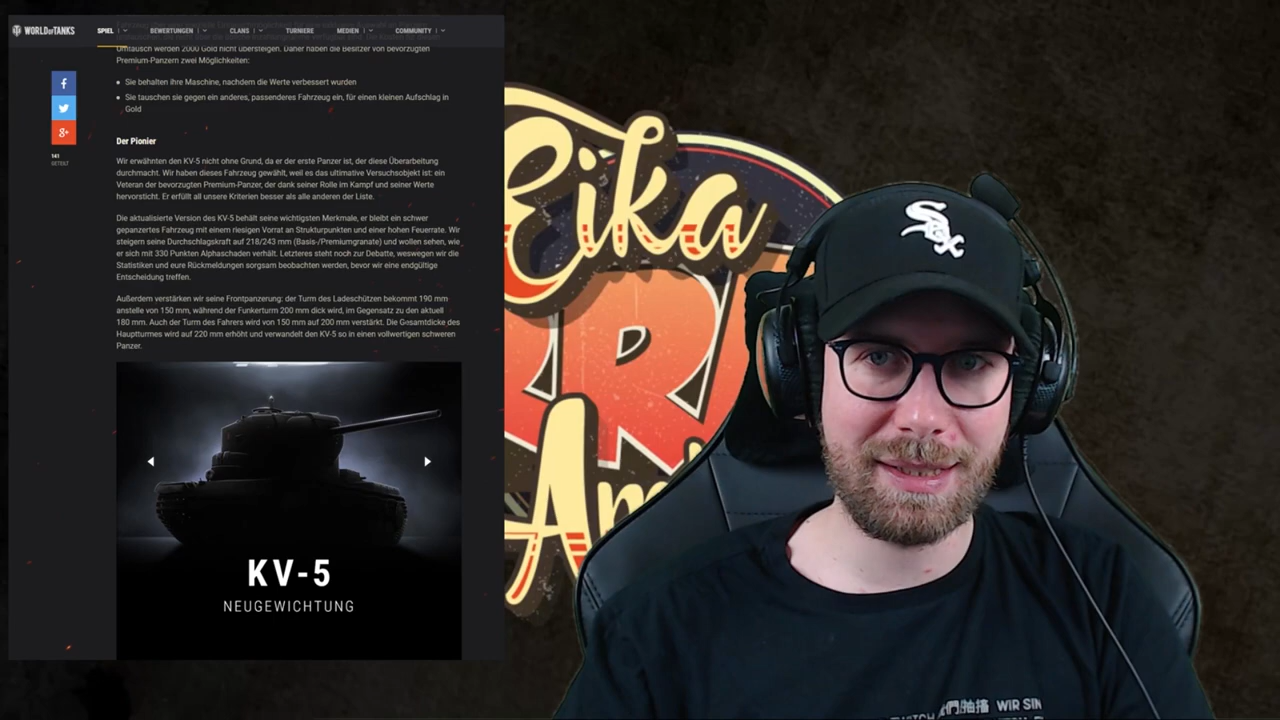 WORLD OF TANKS
SPIEL
BEWERTUNGEN
CLANS
TURNIERE
MEDIEN
COMMUNITY
Umtausch werden 2000 Gold nicht übersteigen. Daher haben die Besitzer von bevorzugten
Premium-Panzern zwei Möglichkeiten:
Sie behalten ihre Maschine, nachdem die Werte verbessert wurden
Sie tauschen sie gegen ein anderes, passenderes Fahrzeug ein, für einen kleinen Aufschlag in
Gold
141
GETEILT
Der Pionier
Wir erwähnten den KV-5 nicht ohne Grund, da er der erste Panzer ist, der diese Überarbeitung
durchmacht. Wir haben dieses Fahrzeug gewählt, weil es das ultimative Versuchsobjekt ist: ein
Veteran der bevorzugten Premium-Panzer, der dank seiner Rolle im Kampf und seiner Werte
hervorsticht. Er erfüllt all unsere Kriterien besser als alle anderen der Liste.
Die aktualisierte Version des KV-5 behält seine wichtigsten Merkmale, er bleibt ein schwer
gepanzertes Fahrzeug mit einem riesigen Vorrat an Strukturpunkten und einer hohen Feuerrate. Wir
steigern seine Durchschlagskraft auf 218/243 mm (Basis-/Premiumgranate) und wollen sehen, wie
er sich mit 330 Punkten Alphaschaden verhält. Letzteres steht noch zur Debatte, weswegen wir die
Statistiken und eure Rückmeldungen sorgsam beobachten werden, bevor wir eine endgültige
Entscheidung treffen.
Außerdem verstärken wir seine Frontpanzerung: der Turm des Ladeschützen bekommt 190 mm
anstelle von 150 mm, während der Funkerturm 200 mm dick wird, im Gegensatz zu den aktuell
180 mm. Auch der Turm des Fahrers wird von 150 mm auf 200 mm verstärkt. Die Gesamtdicke des
Hauptturmes wird auf 220 mm erhöht und verwandelt den KV-5 so in einen vollwertigen schweren
Panzer.
KV-5
NEUGEWICHTUNG
Eika
Sox
WIR SIN